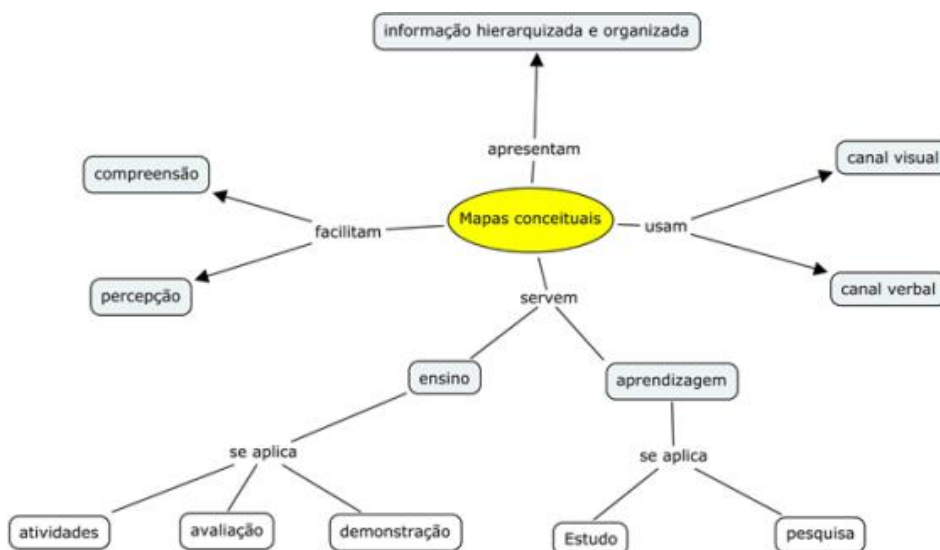 informação hierarquizada e organizada
apresentam
canal visual
compreensão
Mapas conceituais
usam
facilitam
canal verbal
percepção
servem
ensino
aprendizagem
se aplica
se aplica
atividades
avaliação
demonstração
Estudo
pesquisa